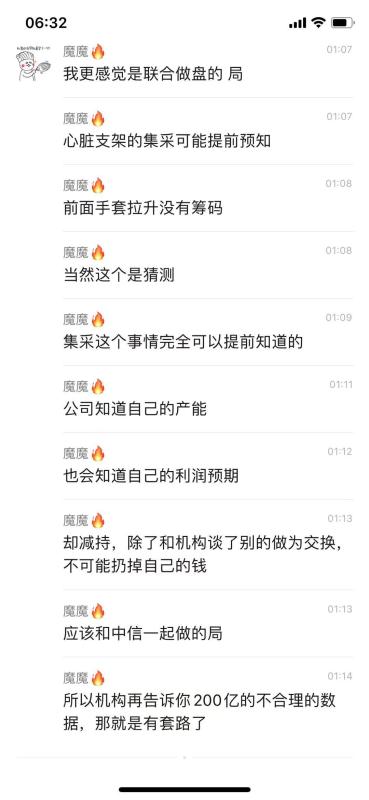 06:32
魔魔🔥 01:07
我更感觉是联合做盘的 局
魔魔🔥 01:07
心脏支架的集采可能提前预知
魔魔🔥 01:08
前面手套拉升没有筹码
魔魔🔥 01:08
当然这个是猜测
魔魔🔥 01:09
集采这个事情完全可以提前知道的
魔魔🔥 01:11
公司知道自己的产能
魔魔🔥 01:12
也会知道自己的利润预期
魔魔🔥 01:13
却减持，除了和机构谈了别的做为交换，
不可能扔掉自己的钱
魔魔🔥 01:13
应该和中信一起做的局
魔魔🔥 01:14
所以机构再告诉你200亿的不合理的数
据，那就是有套路了